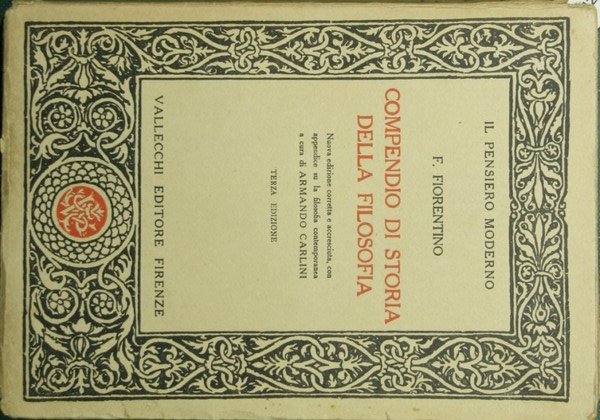 IL PENSIERO MODERNO
F. FIORENTINO
COMPENDIO DI STORIA
DELLA FILOSOFIA
Nuova edizione corretta e accresciuta, con
appendice su la filosofia contemporanea
a cura di ARMANDO CARLINI
TERZA EDIZIONE
VALLECCHI EDITORE FIRENZE